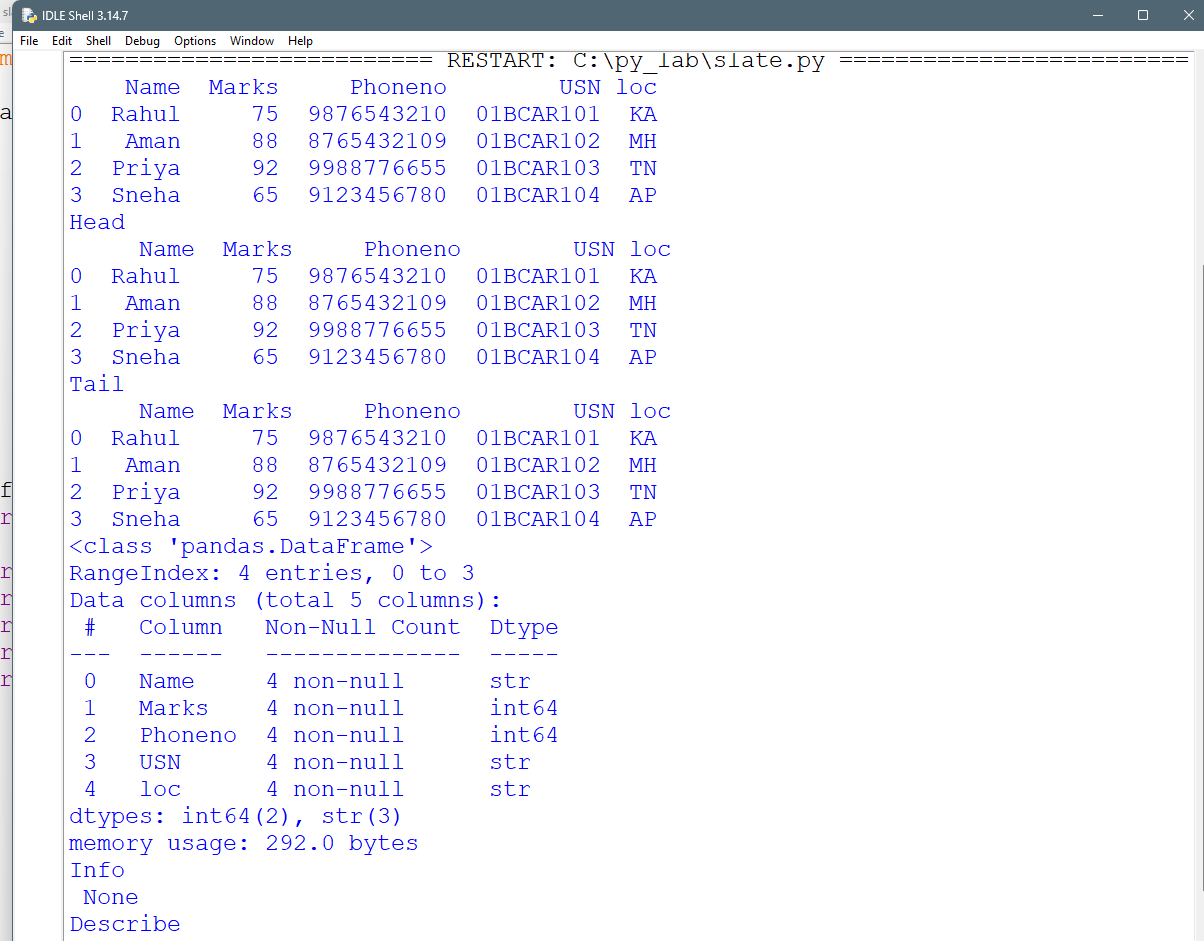 IDLE Shell 3.14.7
File Edit Shell Debug Options Window Help
========================== RESTART: C:\py_lab\slate.py =========================
    Name  Marks     Phoneno        USN loc
0  Rahul     75  9876543210  01BCAR101  KA
1   Aman     88  8765432109  01BCAR102  MH
2  Priya     92  9988776655  01BCAR103  TN
3  Sneha     65  9123456780  01BCAR104  AP
Head
     Name  Marks     Phoneno        USN loc
0  Rahul     75  9876543210  01BCAR101  KA
1   Aman     88  8765432109  01BCAR102  MH
2  Priya     92  9988776655  01BCAR103  TN
3  Sneha     65  9123456780  01BCAR104  AP
Tail
     Name  Marks     Phoneno        USN loc
0  Rahul     75  9876543210  01BCAR101  KA
1   Aman     88  8765432109  01BCAR102  MH
2  Priya     92  9988776655  01BCAR103  TN
3  Sneha     65  9123456780  01BCAR104  AP
<class 'pandas.DataFrame'>
RangeIndex: 4 entries, 0 to 3
Data columns (total 5 columns):
 #   Column   Non-Null Count  Dtype
---  ------   --------------  -----
 0   Name     4 non-null      str
 1   Marks    4 non-null      int64
 2   Phoneno  4 non-null      int64
 3   USN      4 non-null      str
 4   loc      4 non-null      str
dtypes: int64(2), str(3)
memory usage: 292.0 bytes
Info
 None
Describe